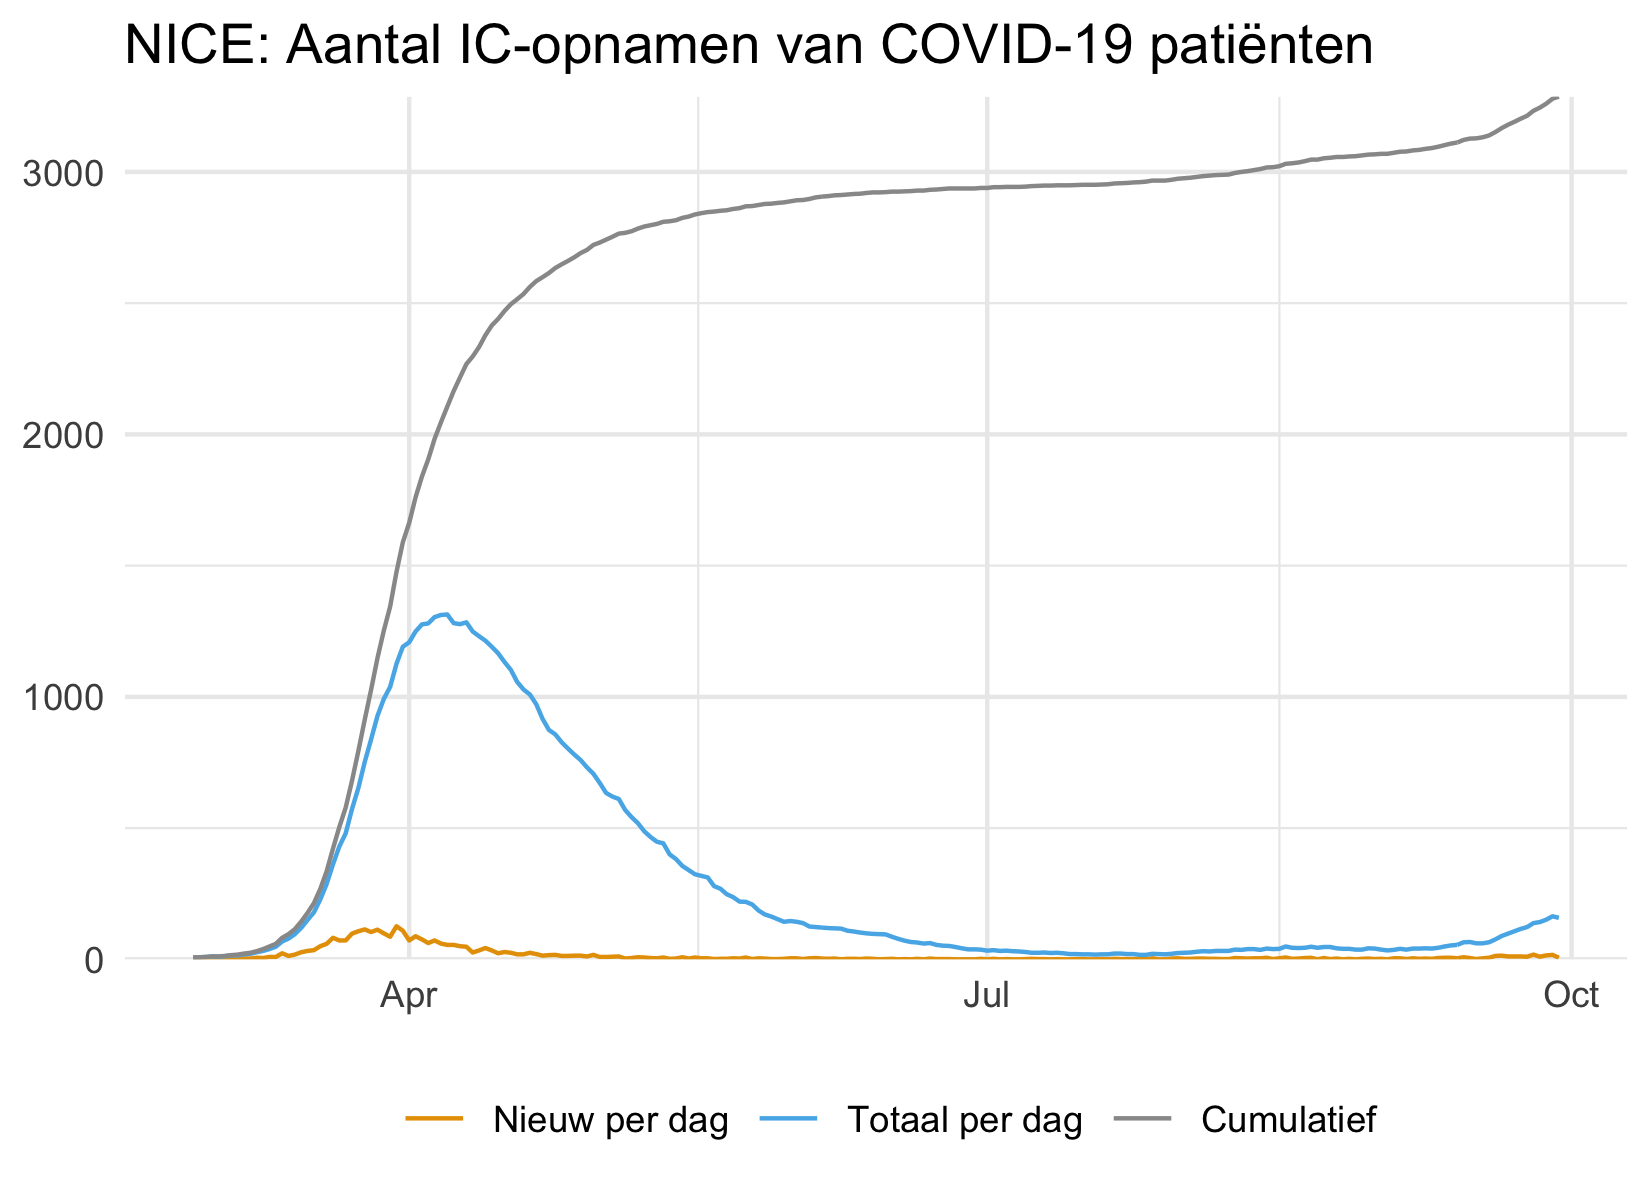 NICE: Aantal IC-opnamen van COVID-19 patiënten
3000
2000
1000
0
Apr Jul Oct
Nieuw per dag Totaal per dag Cumulatief